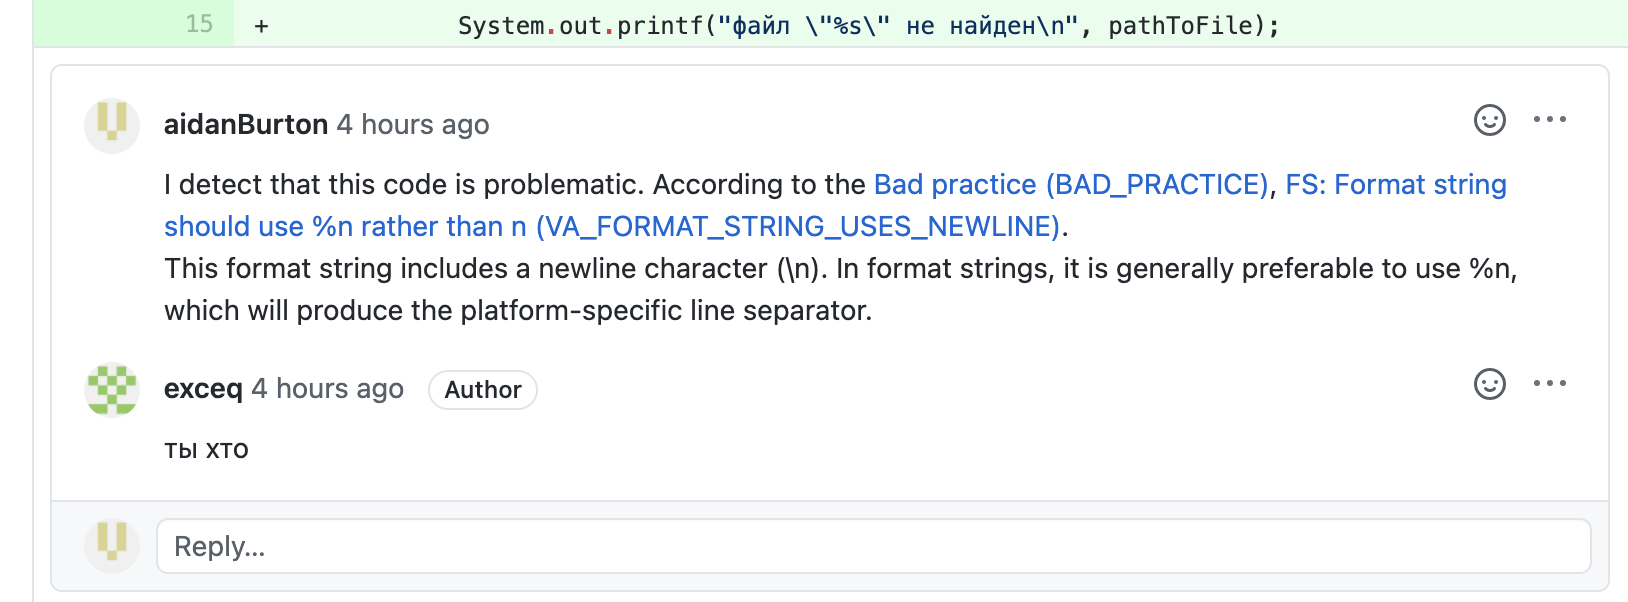 15 + System.out.printf("файл \"%s\" не найден\n", pathToFile);
aidanBurton 4 hours ago
I detect that this code is problematic. According to the Bad practice (BAD_PRACTICE), FS: Format string
should use %n rather than n (VA_FORMAT_STRING_USES_NEWLINE).
This format string includes a newline character (\n). In format strings, it is generally preferable to use %n,
which will produce the platform-specific line separator.
exceq 4 hours ago Author
ты хто
Reply...